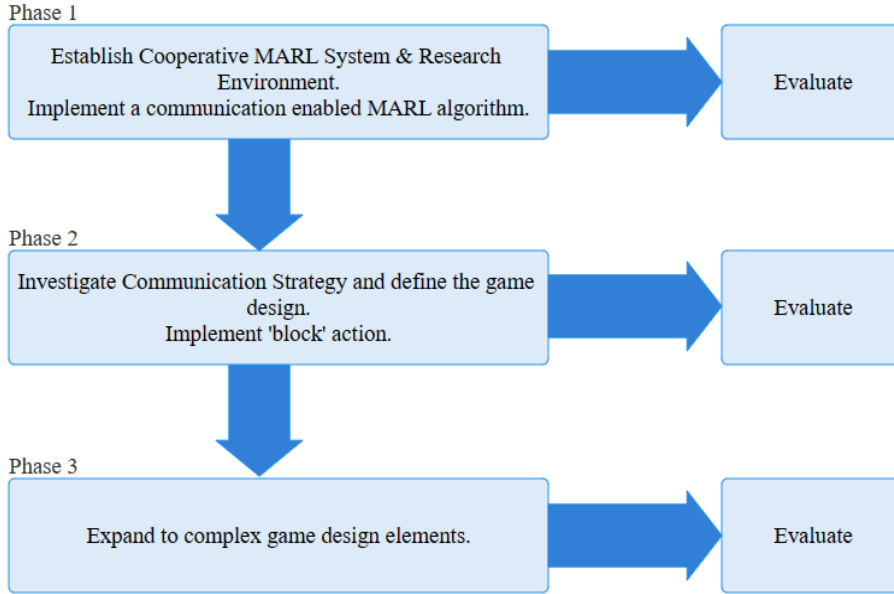 Phase 1
Establish Cooperative MARL System & Research
Environment.
Implement a communication enabled MARL algorithm.
Evaluate
Phase 2
Investigate Communication Strategy and define the game
design.
Implement 'block' action.
Evaluate
Phase 3
Expand to complex game design elements.
Evaluate